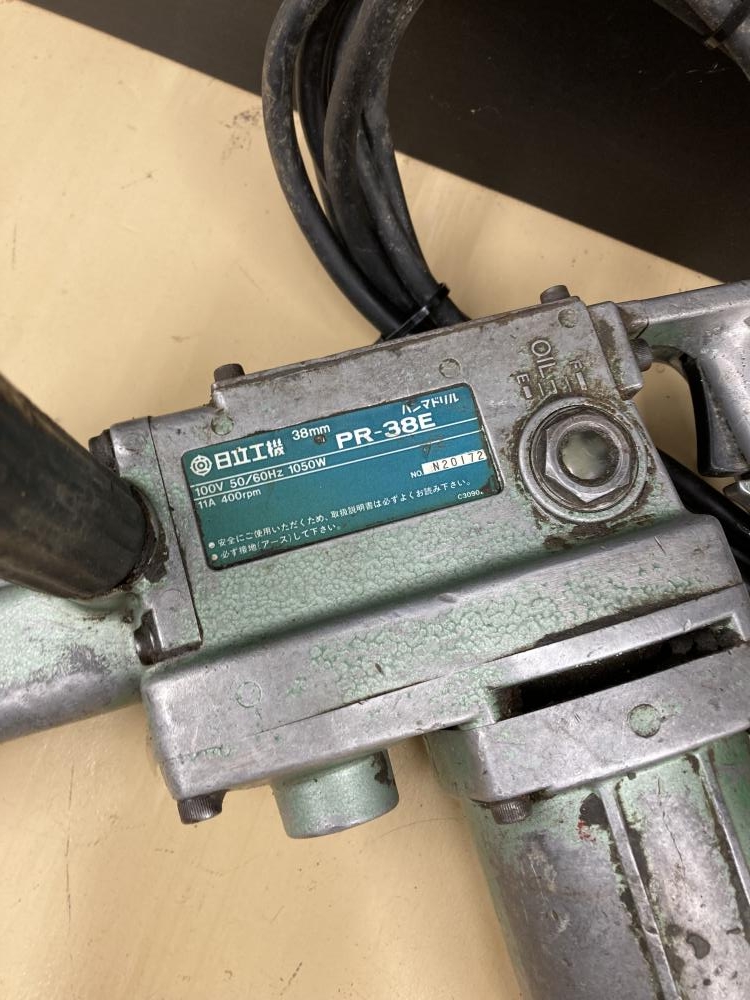 OIL
E F
日立工機 38mm PR-38E ハンマドリル
100V 50/60Hz 1050W
11A 400rpm
NO N20172
● 安全にご使用いただくため、取扱説明書は必ずよくお読み下さい。
● 必ず接地(アース)して下さい。
C3090